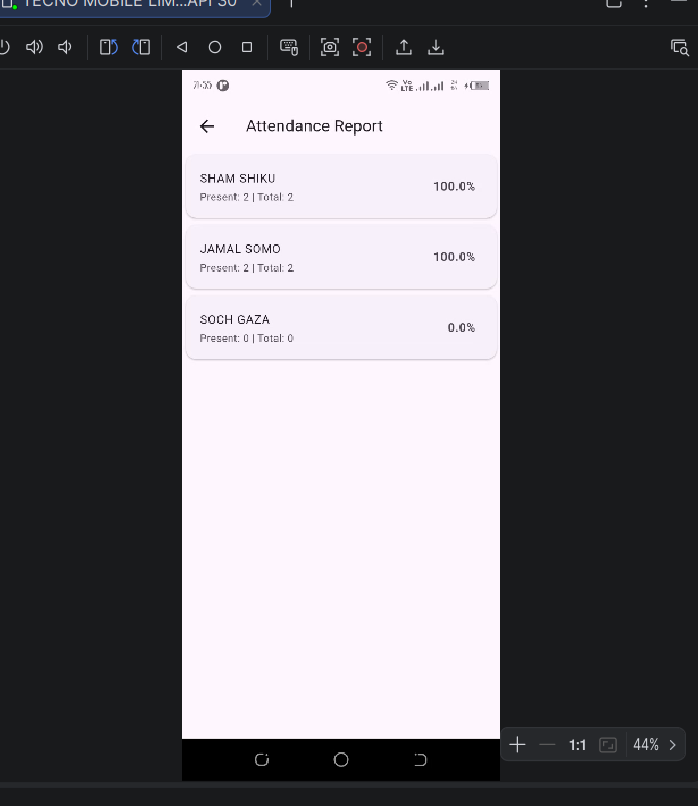 TECNO MOBILE LIM...API 30
Attendance Report
SHAM SHIKU
Present: 2 | Total: 2
100.0%
JAMAL SOMO
Present: 2 | Total: 2
100.0%
SOCH GAZA
Present: 0 | Total: 0
0.0%
1:1
44%